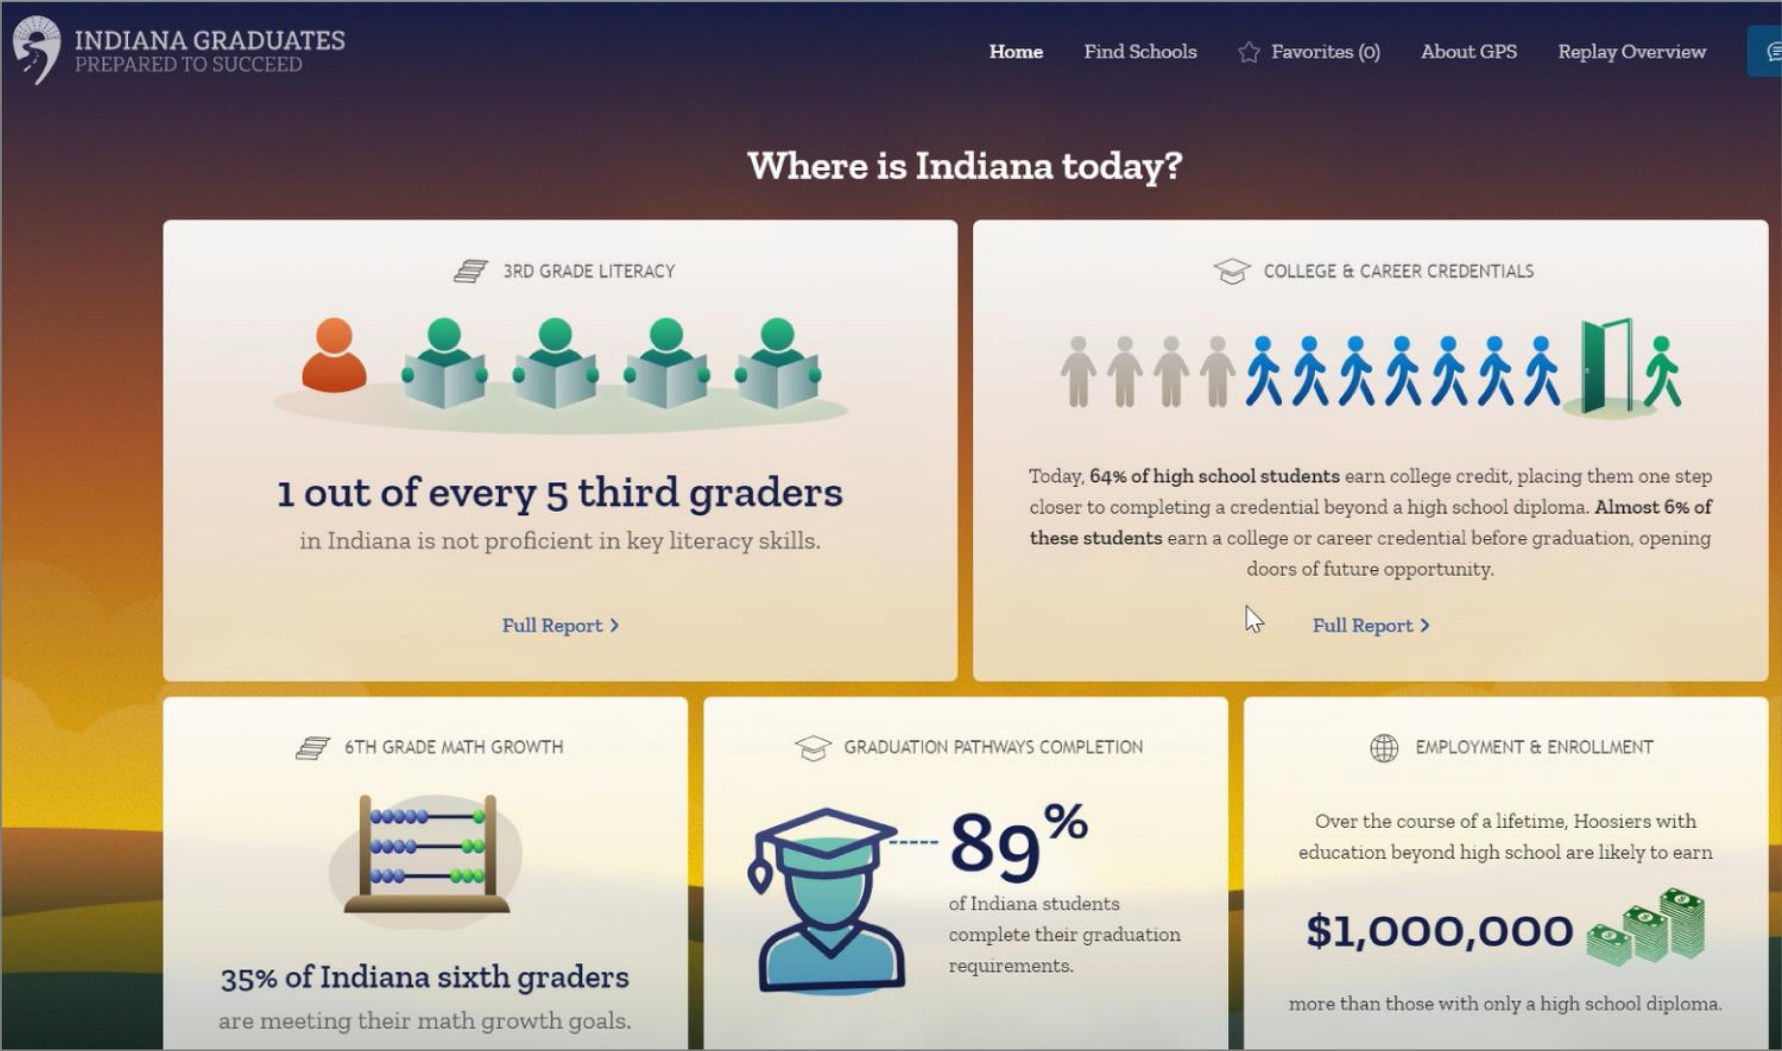 INDIANA GRADUATES
PREPARED TO SUCCEED
Home
Find Schools
Favorites (0)
About GPS
Replay Overview
Where is Indiana today?
3RD GRADE LITERACY
1 out of every 5 third graders
in Indiana is not proficient in key literacy skills.
Full Report
COLLEGE & CAREER CREDENTIALS
Today, 64% of high school students earn college credit, placing them one step
closer to completing a credential beyond a high school diploma. Almost 6% of
these students earn a college or career credential before graduation, opening
doors of future opportunity.
Full Report
6TH GRADE MATH GROWTH
35% of Indiana sixth graders
are meeting their math growth goals.
GRADUATION PATHWAYS COMPLETION
89%
of Indiana students
complete their graduation
requirements.
EMPLOYMENT & ENROLLMENT
Over the course of a lifetime, Hoosiers with
education beyond high school are likely to earn
$1,000,000
more than those with only a high school diploma.